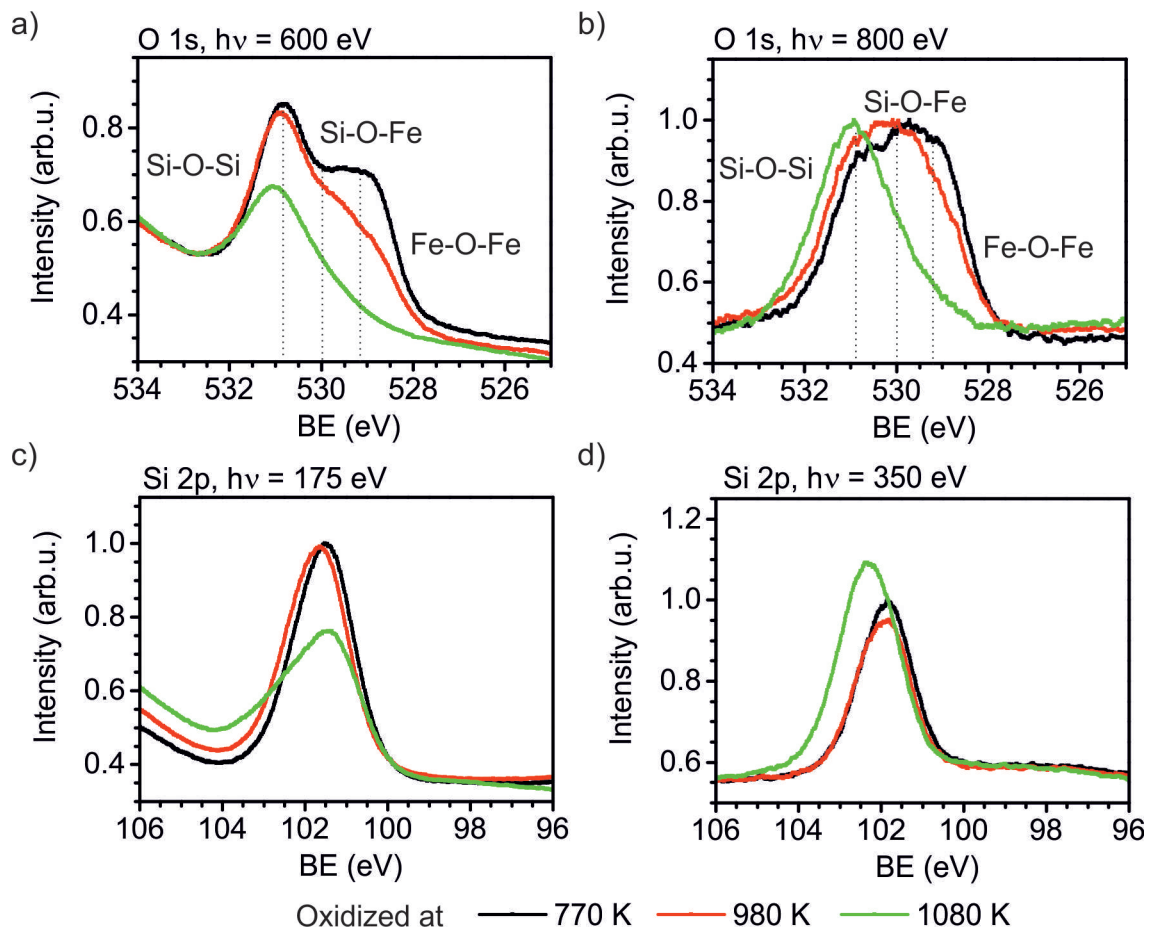 a)
O 1s, hν = 600 eV
Intensity (arb.u.)
0.8
0.6
0.4
Si-O-Si
Si-O-Fe
Fe-O-Fe
534 532 530 528 526
BE (eV)
b)
O 1s, hν = 800 eV
Intensity (arb.u.)
1.0
0.8
0.6
0.4
Si-O-Fe
Si-O-Si
Fe-O-Fe
534 532 530 528 526
BE (eV)
c)
Si 2p, hν = 175 eV
Intensity (arb.u.)
1.0
0.8
0.6
0.4
106 104 102 100 98 96
BE (eV)
d)
Si 2p, hν = 350 eV
Intensity (arb.u.)
1.2
1.0
0.8
0.6
106 104 102 100 98 96
BE (eV)
Oxidized at 770 K 980 K 1080 K